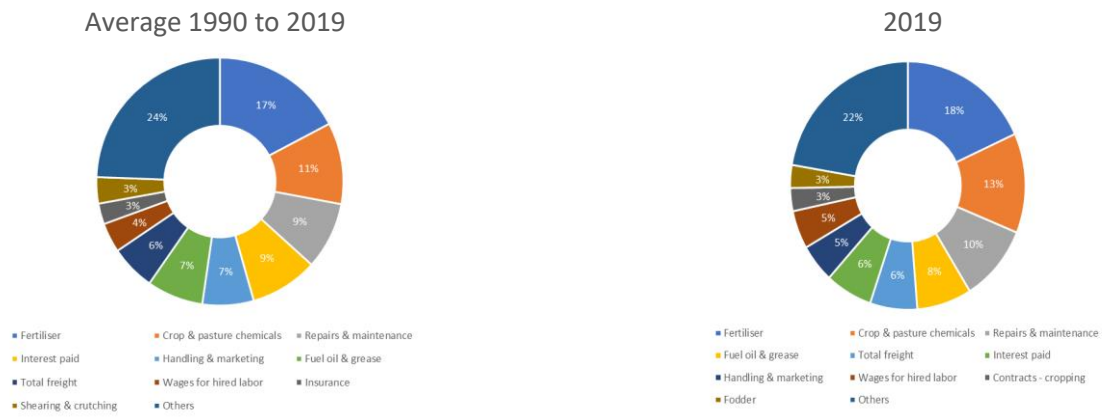 Average 1990 to 2019
17%
11%
9%
9%
7%
7%
6%
4%
3%
3%
24%
Fertiliser Crop & pasture chemicals Repairs & maintenance
Interest paid Handling & marketing Fuel oil & grease
Total freight Wages for hired labor Insurance
Shearing & crutching Others
2019
18%
13%
10%
8%
6%
6%
5%
5%
3%
3%
22%
Fertiliser Crop & pasture chemicals Repairs & maintenance
Fuel oil & grease Total freight Interest paid
Handling & marketing Wages for hired labor Contracts - cropping
Fodder Others